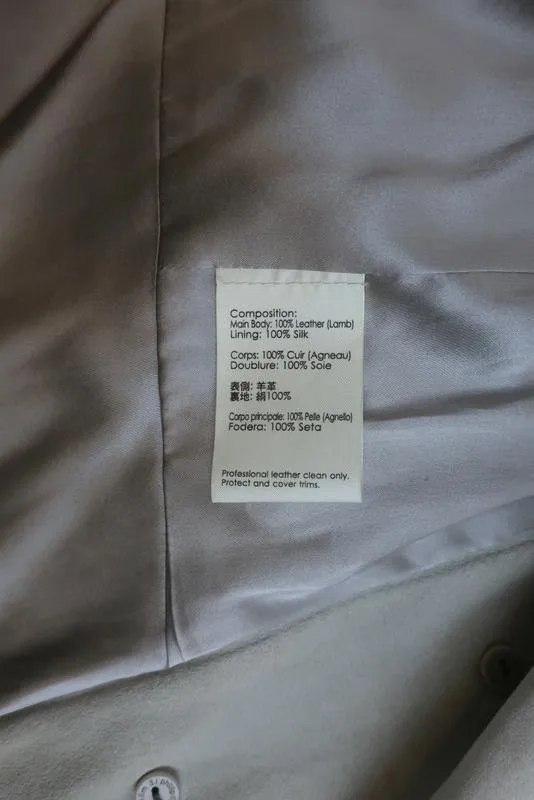 Composition:
Main Body: 100% Leather (Lamb)
Lining: 100% Silk
Corps: 100% Cuir (Agneau)
Doublure: 100% Soie
表側: 羊革
裏地: 絹100%
Corpo principale: 100% Pelle (Agnello)
Fodera: 100% Seta
Professional leather clean only.
Protect and cover trims.